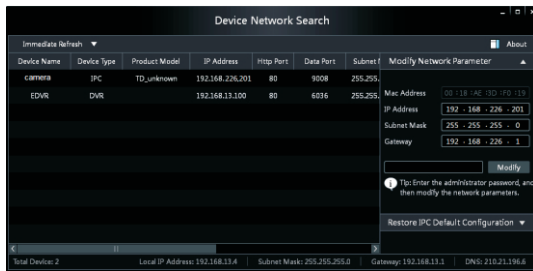 Device Network Search
Immediate Refresh ▼ About
Device Name Device Type Product Model IP Address Http Port Data Port Subnet Modify Network Parameter ▲
camera IPC TD_unknown 192.168.226.201 80 9008 255.255.
EDVR DVR 192.168.13.100 80 6036 255.255.
Mac Address 00 :18 :AE :3D :F0 :19
IP Address 192 . 168 . 226 . 201
Subnet Mask 255 . 255 . 255 . 0
Gateway 192 . 168 . 226 . 1
Modify
Tip: Enter the administrator password, and
then modify the network parameters.
Restore IPC Default Configuration ▼
Total Device: 2 Local IP Address: 192.168.13.4 Subnet Mask: 255.255.255.0 Gateway: 192.168.13.1 DNS: 210.21.196.6